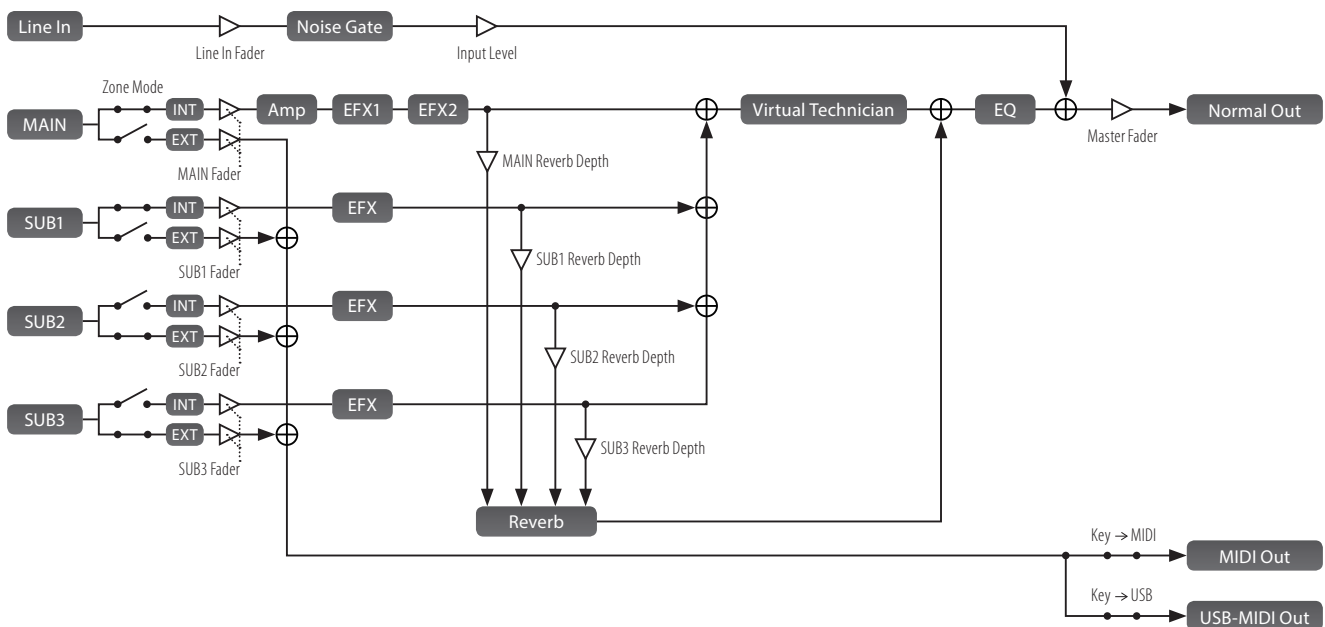 Line In
Line In Fader
Noise Gate
Input Level
Zone Mode
MAIN
INT
EXT
MAIN Fader
Amp
EFX1
EFX2
MAIN Reverb Depth
Virtual Technician
EQ
Master Fader
Normal Out
SUB1
INT
EXT
SUB1 Fader
EFX
SUB1 Reverb Depth
SUB2
INT
EXT
SUB2 Fader
EFX
SUB2 Reverb Depth
SUB3
INT
EXT
SUB3 Fader
EFX
SUB3 Reverb Depth
Reverb
Key → MIDI
MIDI Out
Key → USB
USB-MIDI Out